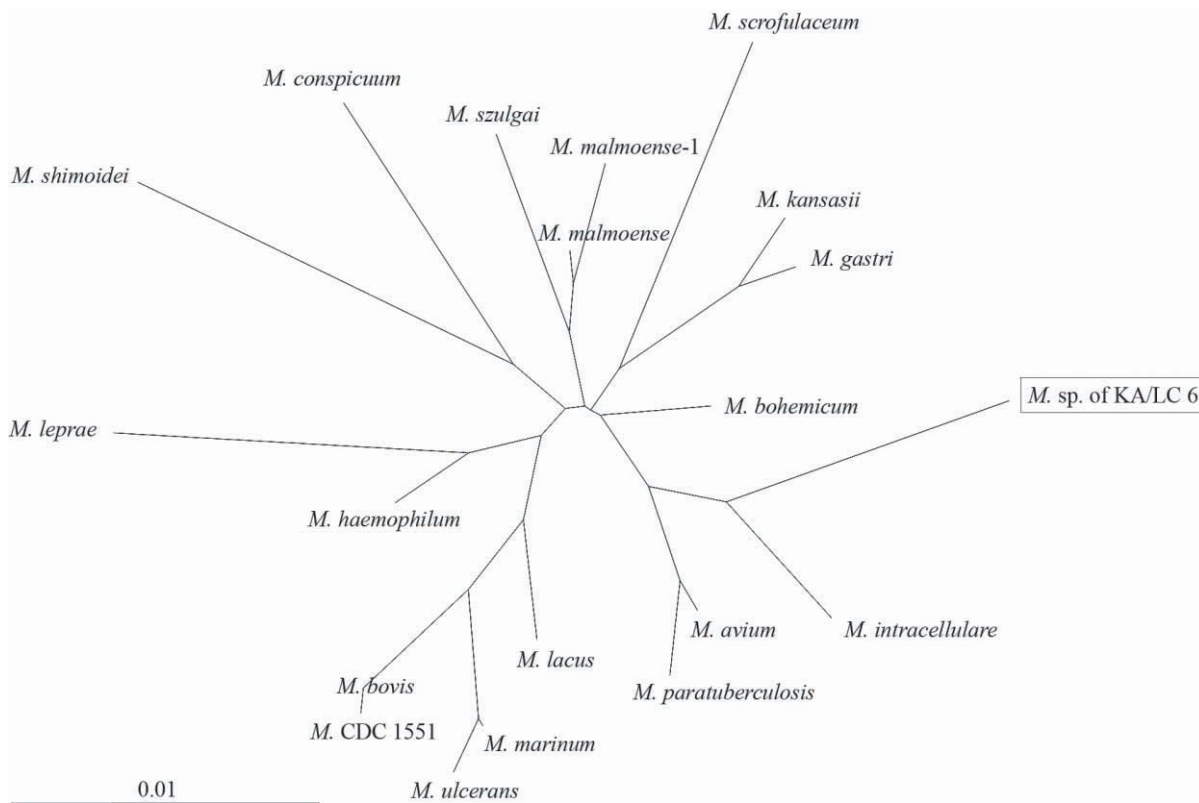 M. scrofulaceum
M. conspicuum
M. szulgai
M. malmoense-1
M. shimoidei
M. kansasii
M. malmoense
M. gastri
M. sp. of KA/LC 6
M. bohemicum
M. leprae
M. haemophilum
M. avium
M. intracellulare
M. lacus
M. bovis
M. paratuberculosis
M. CDC 1551
M. marinum
M. ulcerans
0.01